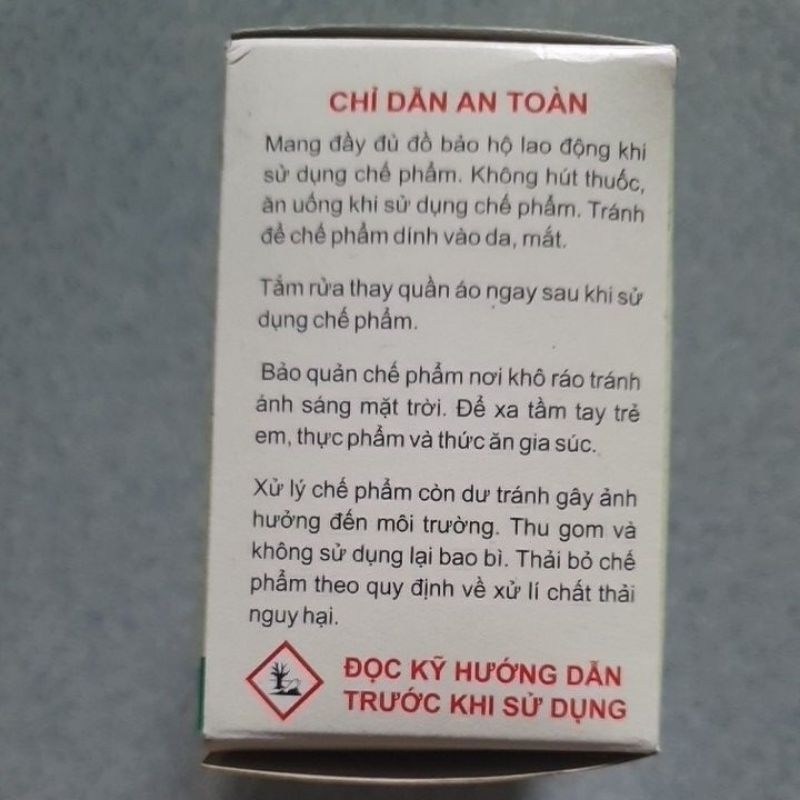 CHỈ DẪN AN TOÀN
Mang đầy đủ đồ bảo hộ lao động khi
sử dụng chế phẩm. Không hút thuốc,
ăn uống khi sử dụng chế phẩm. Tránh
để chế phẩm dính vào da, mắt.
Tắm rửa thay quần áo ngay sau khi sử
dụng chế phẩm.
Bảo quản chế phẩm nơi khô ráo tránh
ánh sáng mặt trời. Để xa tầm tay trẻ
em, thực phẩm và thức ăn gia súc.
Xử lý chế phẩm còn dư tránh gây ảnh
hưởng đến môi trường. Thu gom và
không sử dụng lại bao bì. Thải bỏ chế
phẩm theo quy định về xử lí chất thải
nguy hại.
ĐỌC KỸ HƯỚNG DẪN
TRƯỚC KHI SỬ DỤNG